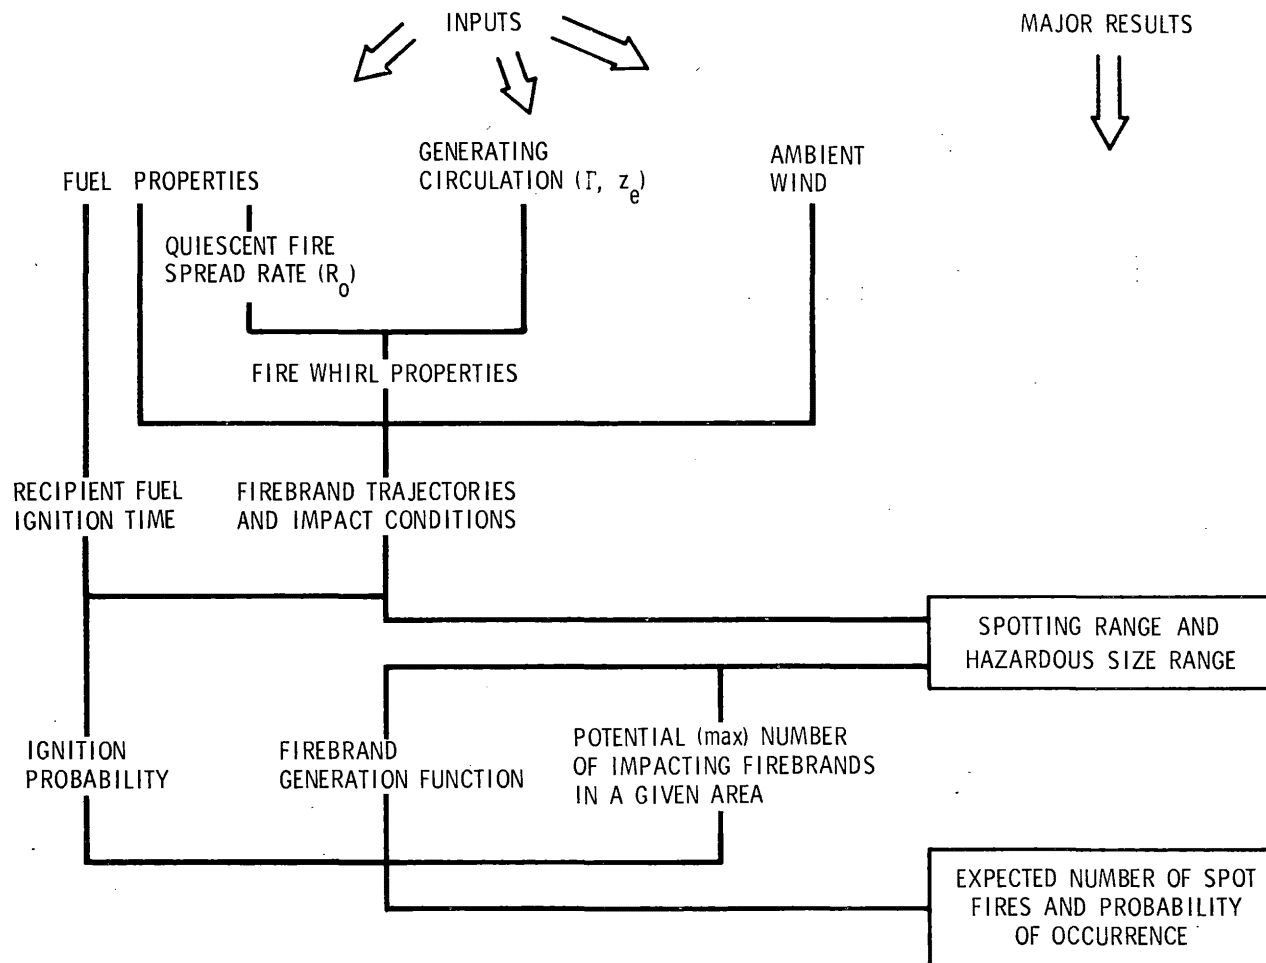 INPUTS
MAJOR RESULTS
FUEL PROPERTIES
GENERATING
CIRCULATION (Γ, z_e)
AMBIENT
WIND
QUIESCENT FIRE
SPREAD RATE (R_o)
FIRE WHIRL PROPERTIES
RECIPIENT FUEL
IGNITION TIME
FIREBRAND TRAJECTORIES
AND IMPACT CONDITIONS
SPOTTING RANGE AND
HAZARDOUS SIZE RANGE
IGNITION
PROBABILITY
FIREBRAND
GENERATION FUNCTION
POTENTIAL (max) NUMBER
OF IMPACTING FIREBRANDS
IN A GIVEN AREA
EXPECTED NUMBER OF SPOT
FIRES AND PROBABILITY
OF OCCURRENCE